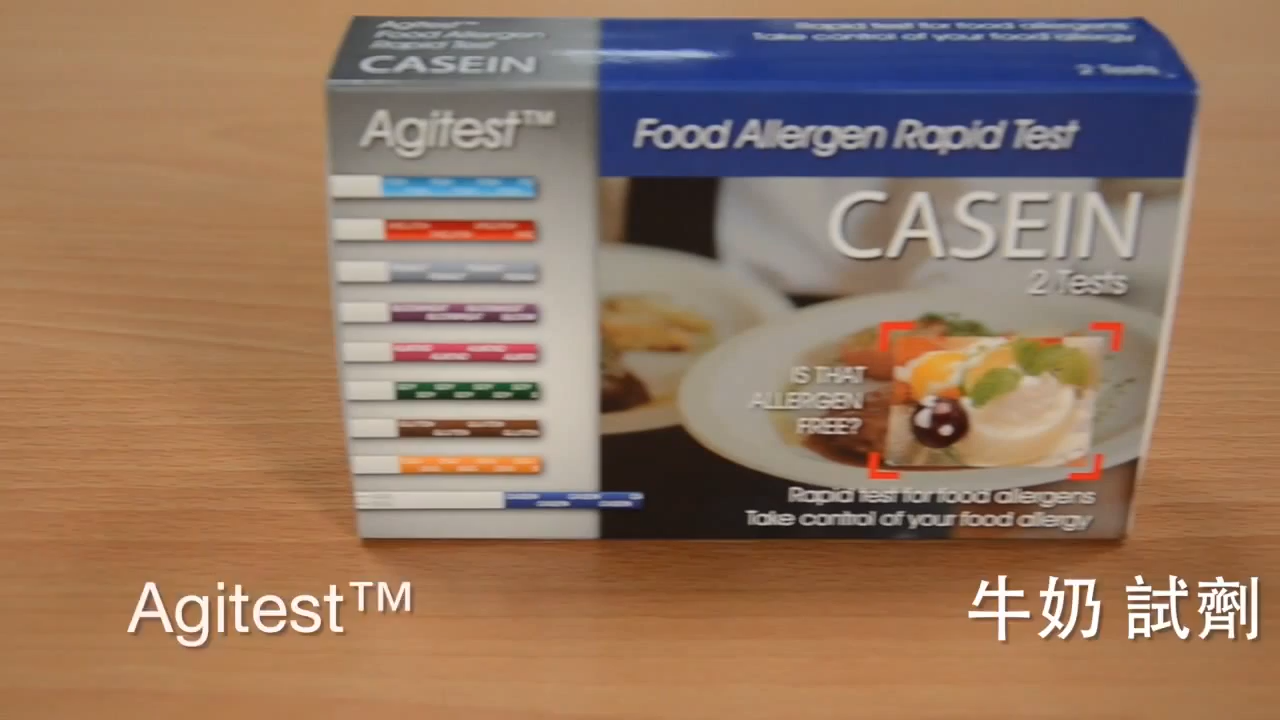 Agitest™
Food Allergen
Rapid Test
CASEIN
Rapid test for food allergens
Take control of your food allergy
2 Tests
Agitest™
Food Allergen Rapid Test
CASEIN
2 Tests
IS THAT
ALLERGEN
FREE?
Rapid test for food allergens
Take control of your food allergy
Agitest™
牛奶 試劑